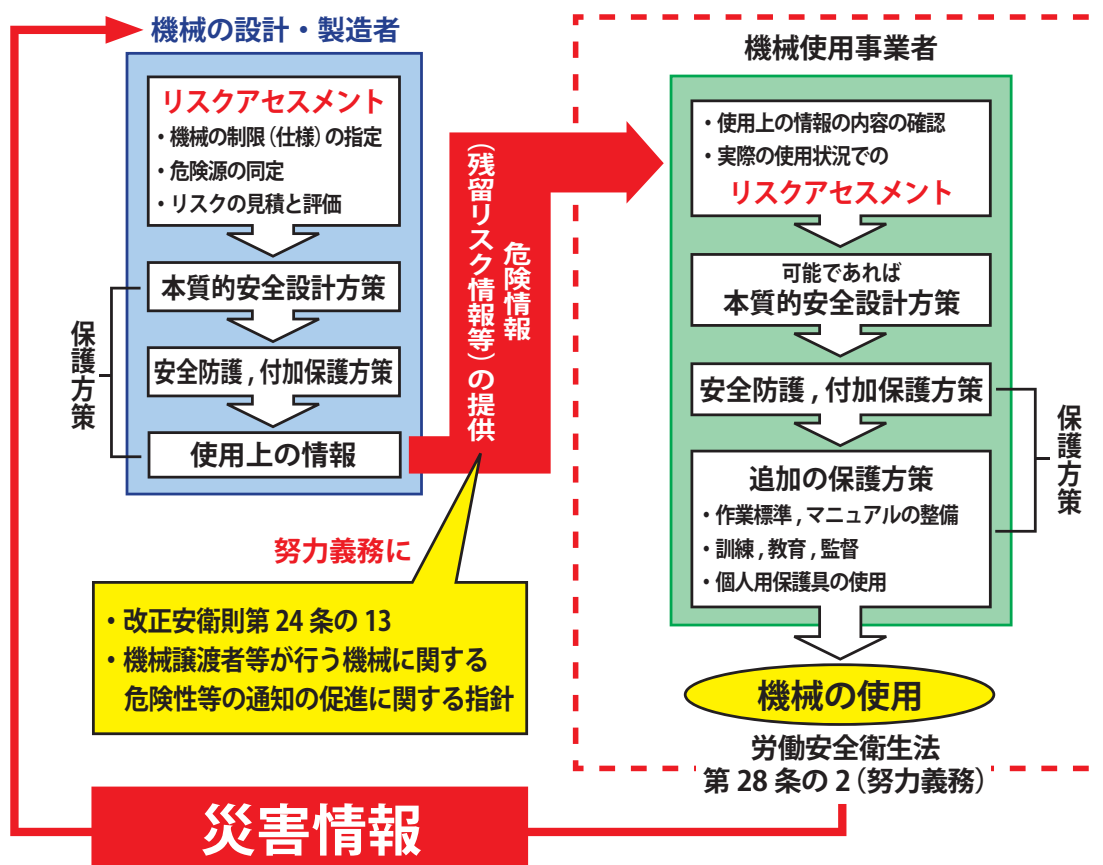 機械の設計・製造者
リスクアセスメント
・機械の制限(仕様)の指定
・危険源の同定
・リスクの見積と評価
本質的安全設計方策
安全防護,付加保護方策
使用上の情報
保護方策
危険情報
(残留リスク情報等)の提供
努力義務に
・改正安衛則第 24 条の 13
・機械譲渡者等が行う機械に関する
危険性等の通知の促進に関する指針
機械使用事業者
・使用上の情報の内容の確認
・実際の使用状況での
リスクアセスメント
可能であれば
本質的安全設計方策
安全防護,付加保護方策
追加の保護方策
・作業標準,マニュアルの整備
・訓練,教育,監督
・個人用保護具の使用
保護方策
機械の使用
労働安全衛生法
第 28 条の 2(努力義務)
災害情報